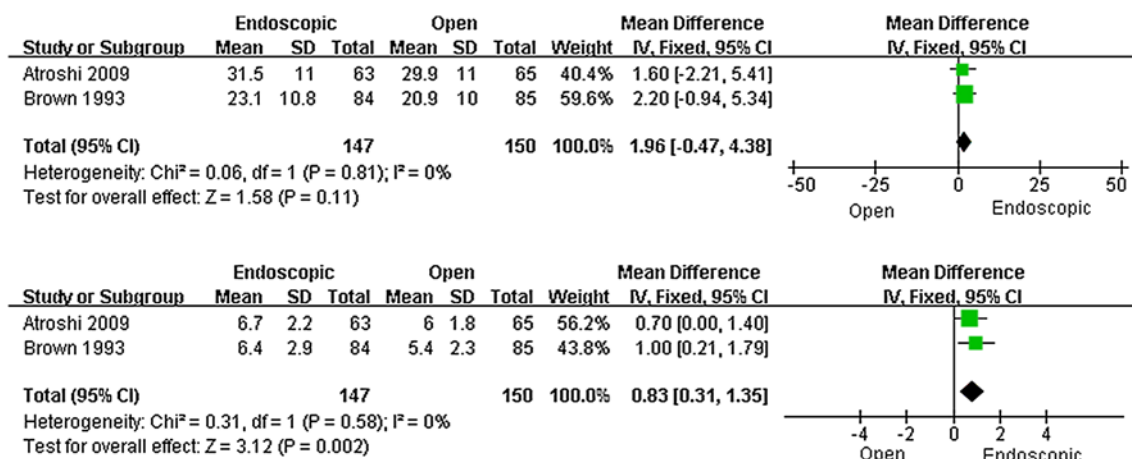 Endoscopic Open Mean Difference Mean Difference
Study or Subgroup Mean SD Total Mean SD Total Weight IV, Fixed, 95% CI IV, Fixed, 95% CI
Atroshi 2009 31.5 11 63 29.9 11 65 40.4% 1.60 [-2.21, 5.41]
Brown 1993 23.1 10.8 84 20.9 10 85 59.6% 2.20 [-0.94, 5.34]
Total (95% CI) 147 150 100.0% 1.96 [-0.47, 4.38]
Heterogeneity: Chi² = 0.06, df = 1 (P = 0.81); I² = 0%
Test for overall effect: Z = 1.58 (P = 0.11)
-50 -25 0 25 50
Open Endoscopic
Endoscopic Open Mean Difference Mean Difference
Study or Subgroup Mean SD Total Mean SD Total Weight IV, Fixed, 95% CI IV, Fixed, 95% CI
Atroshi 2009 6.7 2.2 63 6 1.8 65 56.2% 0.70 [0.00, 1.40]
Brown 1993 6.4 2.9 84 5.4 2.3 85 43.8% 1.00 [0.21, 1.79]
Total (95% CI) 147 150 100.0% 0.83 [0.31, 1.35]
Heterogeneity: Chi² = 0.31, df = 1 (P = 0.58); I² = 0%
Test for overall effect: Z = 3.12 (P = 0.002)
-4 -2 0 2 4
Open Endoscopic